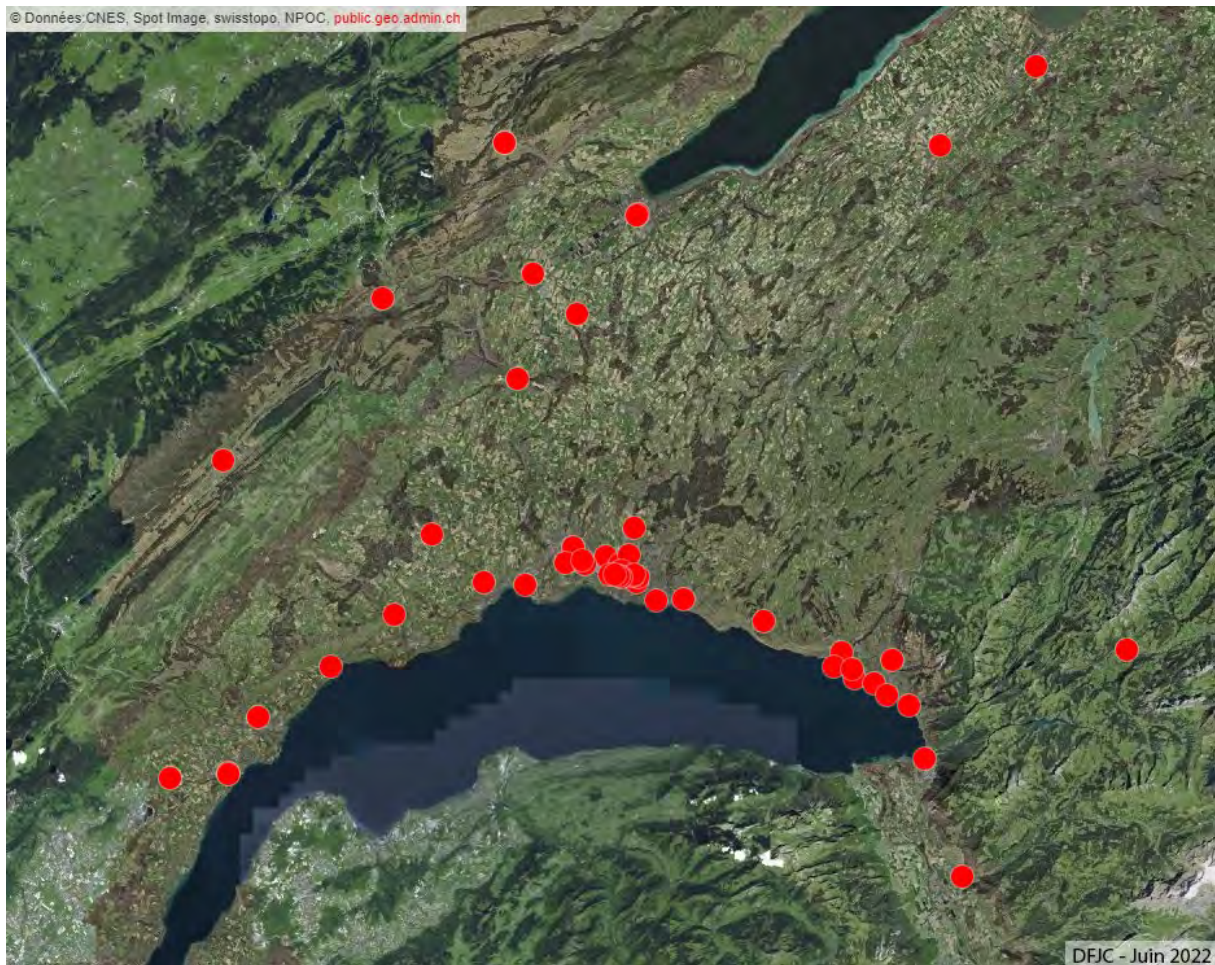 © Données:CNES, Spot Image, swisstopo, NPOC, public.geo.admin.ch
DFJC - Juin 2022